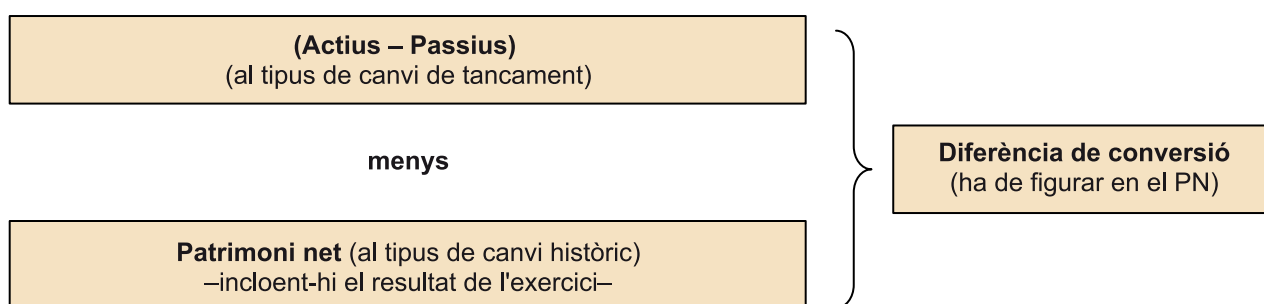 (Actius – Passius)
(al tipus de canvi de tancament)
menys
Patrimoni net (al tipus de canvi històric)
–incloent-hi el resultat de l'exercici–
Diferència de conversió
(ha de figurar en el PN)